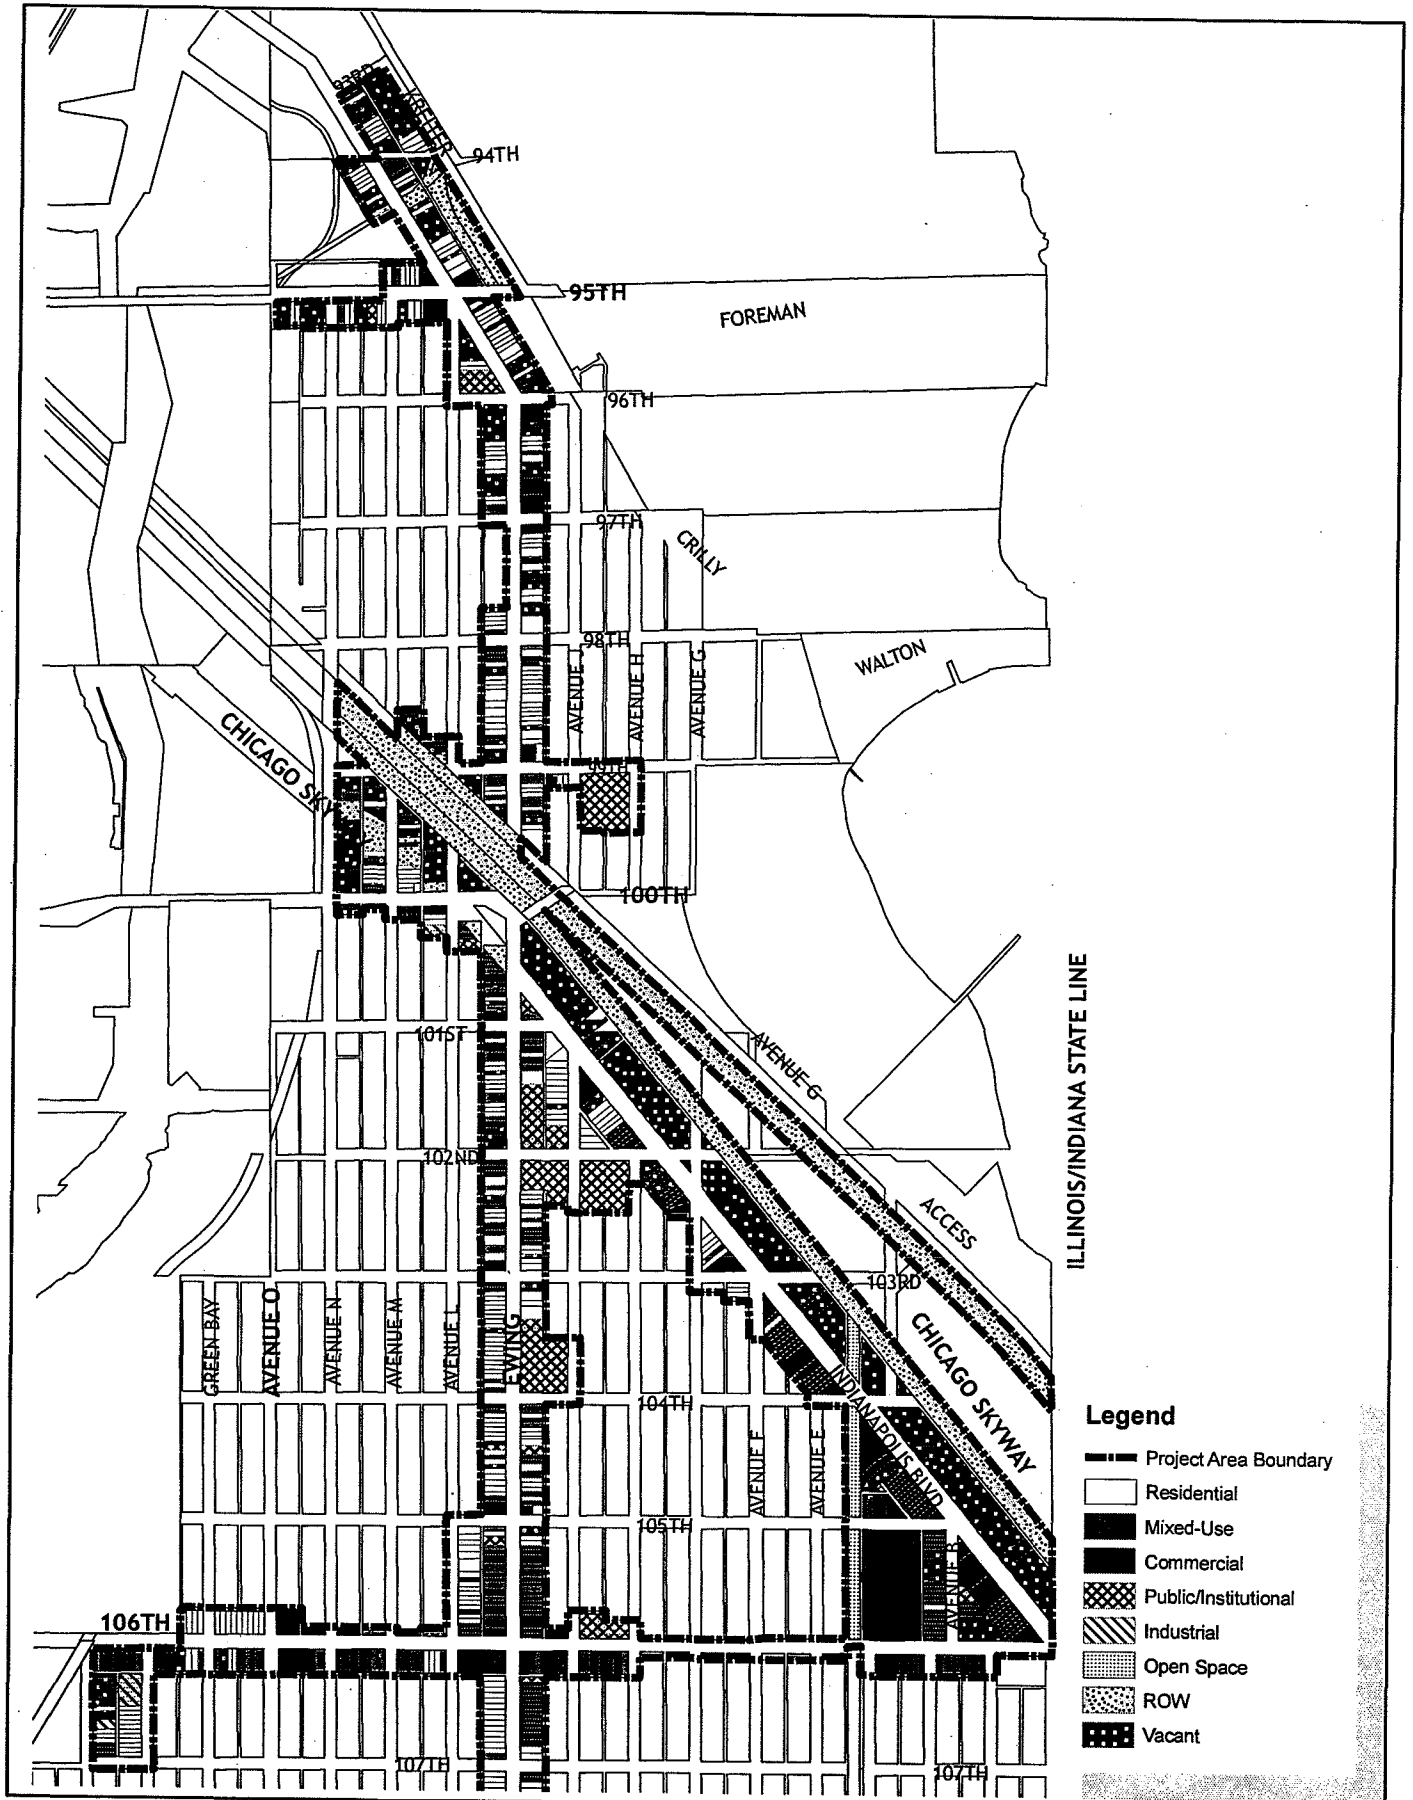 93RD
KREITER
94TH
95TH
FOREMAN
96TH
97TH
CRILLY
98TH
WALTON
AVENUE J
AVENUE H
AVENUE G
CHICAGO SKY
99TH
100TH
ILLINOIS/INDIANA STATE LINE
101ST
AVENUE G
102ND
ACCESS
103RD
GREEN BAY
AVENUE O
AVENUE N
AVENUE M
AVENUE L
EWING
CHICAGO SKYWAY
INDIANAPOLIS BLVD
104TH
AVENUE F
AVENUE E
105TH
AVENUE B
106TH
107TH
107TH
Legend
Project Area Boundary
Residential
Mixed-Use
Commercial
Public/Institutional
Industrial
Open Space
ROW
Vacant